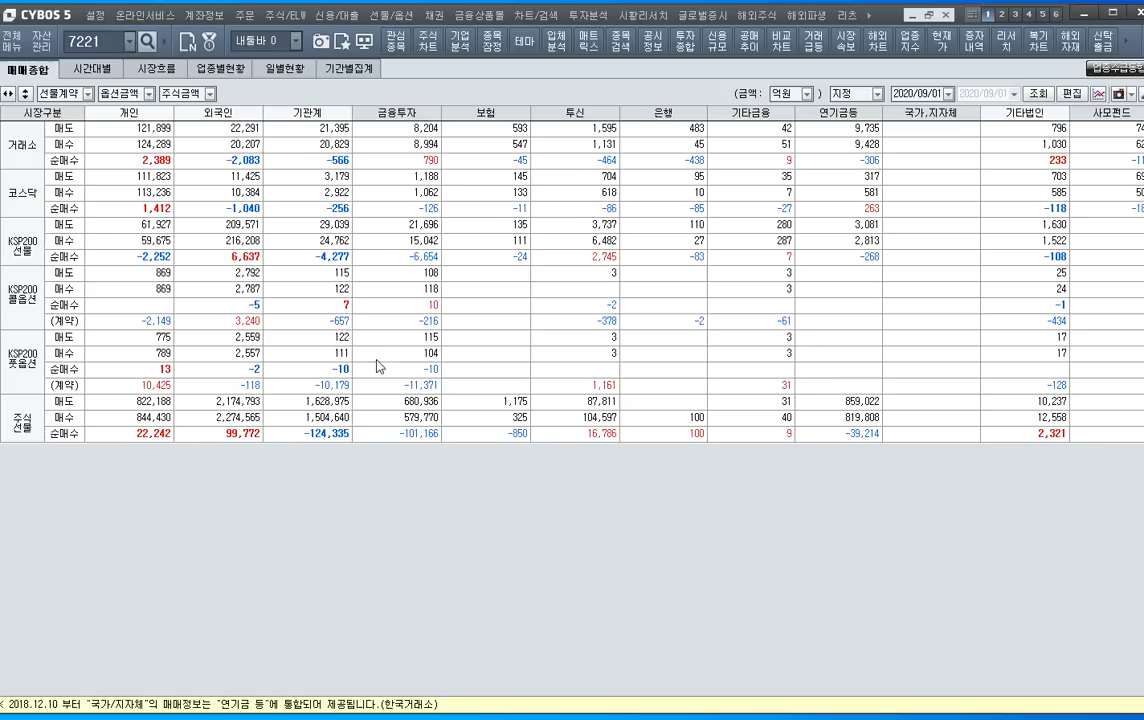 CYBOS 5 설정 온라인서비스 계좌정보 주문 주식/ELW 신용/대출 선물/옵션 채권 금융상품몰 차트/검색 투자분석 시황리서치 글로벌증시 해외주식 해외파생 리츠 1 2 3 4 5 6
전체메뉴 자산관리 7221 내툴바 0 관심종목 주식차트 기업분석 종목잠정 테마 입체분석 매트릭스 종목검색 공시정보 투자종합 신용규모 공매추이 비교차트 거래급등 시장속보 해외차트 업종지수 현재가 증자내역 리서치 복기차트 해외자재 신탁출금
매매종합 시간대별 시장흐름 업종별현황 일별현황 기간별집계
선물계약 옵션금액 주식금액 (금액: 억원 ) 지정 2020/09/01 2020/09/01 조회 편집
시장구분 개인 외국인 기관계 금융투자 보험 투신 은행 기타금융 연기금등 국가,지자체 기타법인 사모펀드
거래소
매도 121,899 22,291 21,395 8,204 593 1,595 483 42 9,735 796
매수 124,289 20,207 20,829 8,994 547 1,131 45 51 9,428 1,030
순매수 2,389 -2,083 -566 790 -45 -464 -438 9 -306 233
코스닥
매도 111,823 11,425 3,179 1,188 145 704 95 35 317 703
매수 113,236 10,384 2,922 1,062 133 618 10 7 581 585
순매수 1,412 -1,040 -256 -126 -11 -86 -85 -27 263 -118
KSP200 선물
매도 61,927 209,571 29,039 21,696 135 3,737 110 280 3,081 1,630
매수 59,675 216,208 24,762 15,042 111 6,482 27 287 2,813 1,522
순매수 -2,252 6,637 -4,277 -6,654 -24 2,745 -83 7 -268 -108
KSP200 콜옵션
매도 869 2,792 115 108 3 3 25
매수 869 2,787 122 118 3 24
순매수 -5 7 10 -2 -1
(계약) -2,149 3,240 -657 -216 -378 -2 -61 -434
KSP200 풋옵션
매도 775 2,559 122 115 3 3 17
매수 789 2,557 111 104 3 3 17
순매수 13 -2 -10 -10
(계약) 10,425 -118 -10,179 -11,371 1,161 31 -128
주식 선물
매도 822,188 2,174,793 1,628,975 680,936 1,175 87,811 31 859,022 10,237
매수 844,430 2,274,565 1,504,640 579,770 325 104,597 100 40 819,808 12,558
순매수 22,242 99,772 -124,335 -101,166 -850 16,786 100 9 -39,214 2,321
2018.12.10 부터 "국가/지자체"의 매매정보는 "연기금 등"에 통합되어 제공됩니다.(한국거래소)